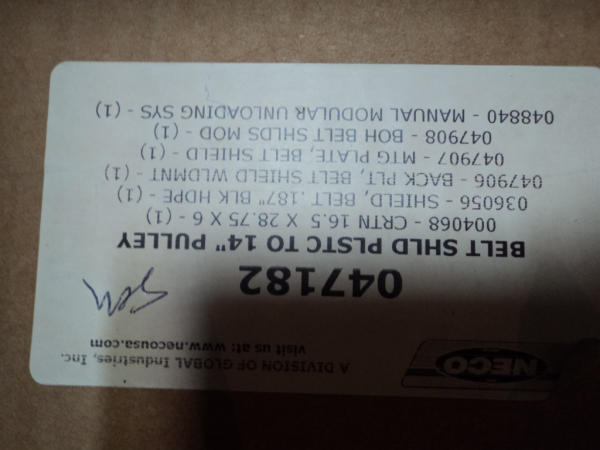 NECO
A DIVISION OF GLOBAL Industries, Inc.
visit us at: www.necousa.com
047182
BELT SHLD PLSTC TO 14" PULLEY
004068 - CRTN 16.5 X 28.75 X 6 - (1)
036056 - SHIELD, BELT, .187" BLK HDPE - (1)
047906 - BACK PLT, BELT SHIELD WLDMNT - (1)
047907 - MTG PLATE, BELT SHIELD - (1)
047908 - BOH BELT SHLDS MOD - (1)
048840 - MANUAL MODULAR UNLOADING SYS - (1)